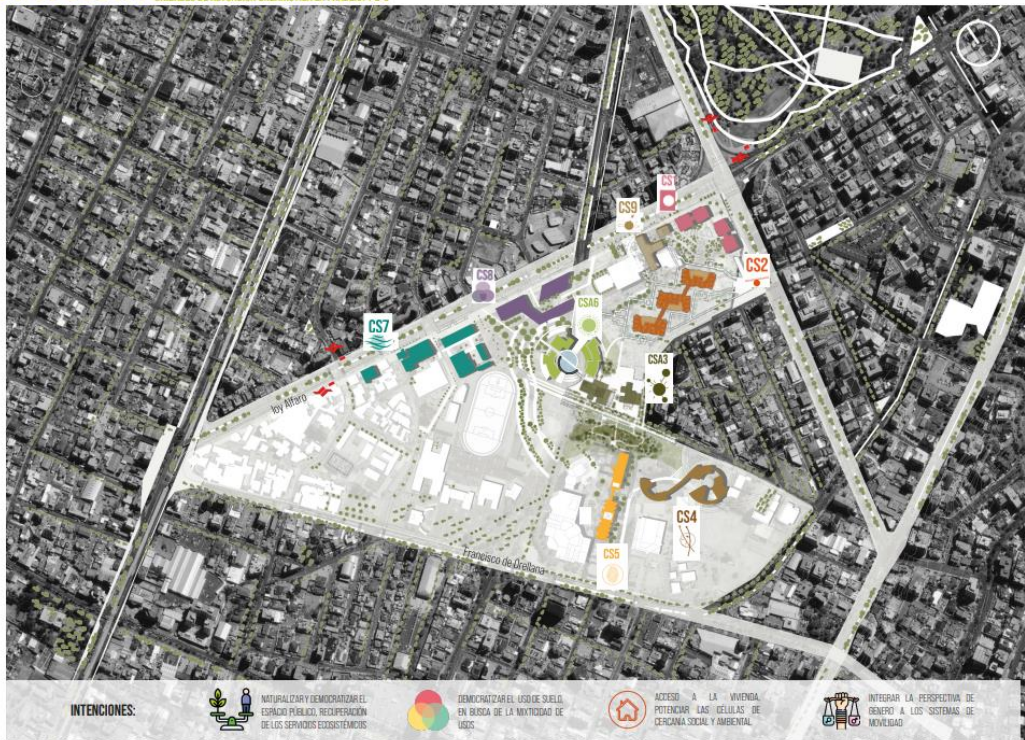 CS1
CS9
CS2
CS8
CSA6
CS7
CSA3
loy Alfaro
CS4
Francisco de Orellana
CS5
INTENCIONES:
NATURALIZAR Y DEMOCRATIZAR EL
ESPACIO PÚBLICO, RECUPERACIÓN
DE LOS SERVICIOS ECOSISTÉMICOS
DEMOCRATIZAR EL USO DE SUELO,
EN BUSCA DE LA MIXTICIDAD DE
USOS
ACCESO A LA VIVIENDA,
POTENCIAR LAS CÉLULAS DE
CERCANÍA SOCIAL Y AMBIENTAL
INTEGRAR LA PERSPECTIVA DE
GENERO A LOS SISTEMAS DE
MOVILIDAD